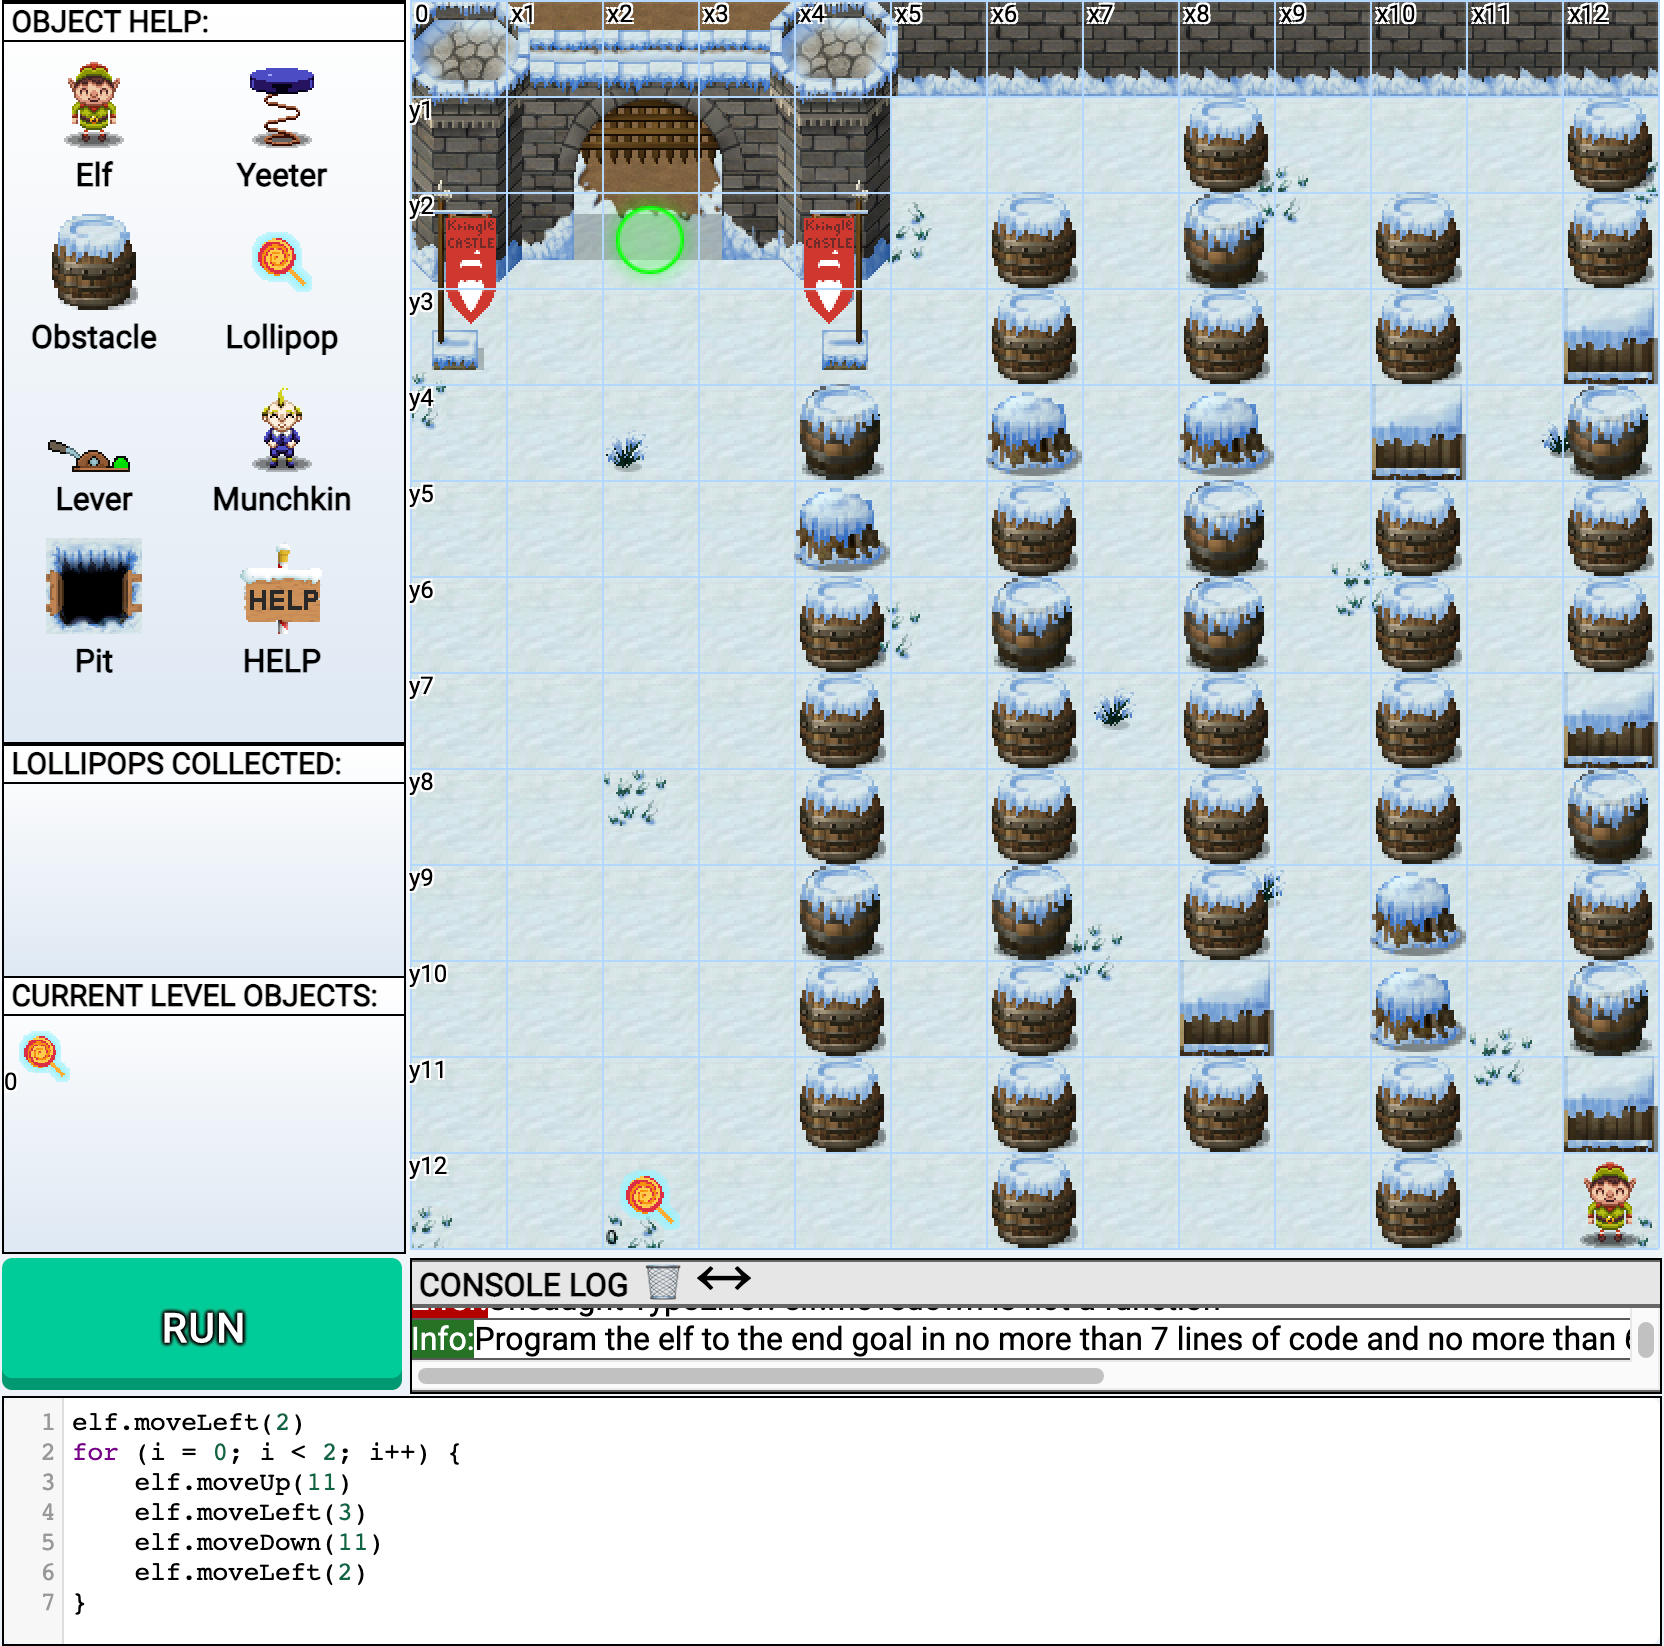 OBJECT HELP:
Elf
Yeeter
Obstacle
Lollipop
Lever
Munchkin
HELP
Pit
HELP
LOLLIPOPS COLLECTED:
CURRENT LEVEL OBJECTS:
0
RUN
0 x1 x2 x3 x4 x5 x6 x7 x8 x9 x10 x11 x12
y1
y2
Kringle CASTLE
Kringle CASTLE
y3
y4
y5
y6
y7
y8
y9
y10
y11
y12
0
CONSOLE LOG
Info:Program the elf to the end goal in no more than 7 lines of code and no more than
1 elf.moveLeft(2)
2 for (i = 0; i < 2; i++) {
3 elf.moveUp(11)
4 elf.moveLeft(3)
5 elf.moveDown(11)
6 elf.moveLeft(2)
7 }